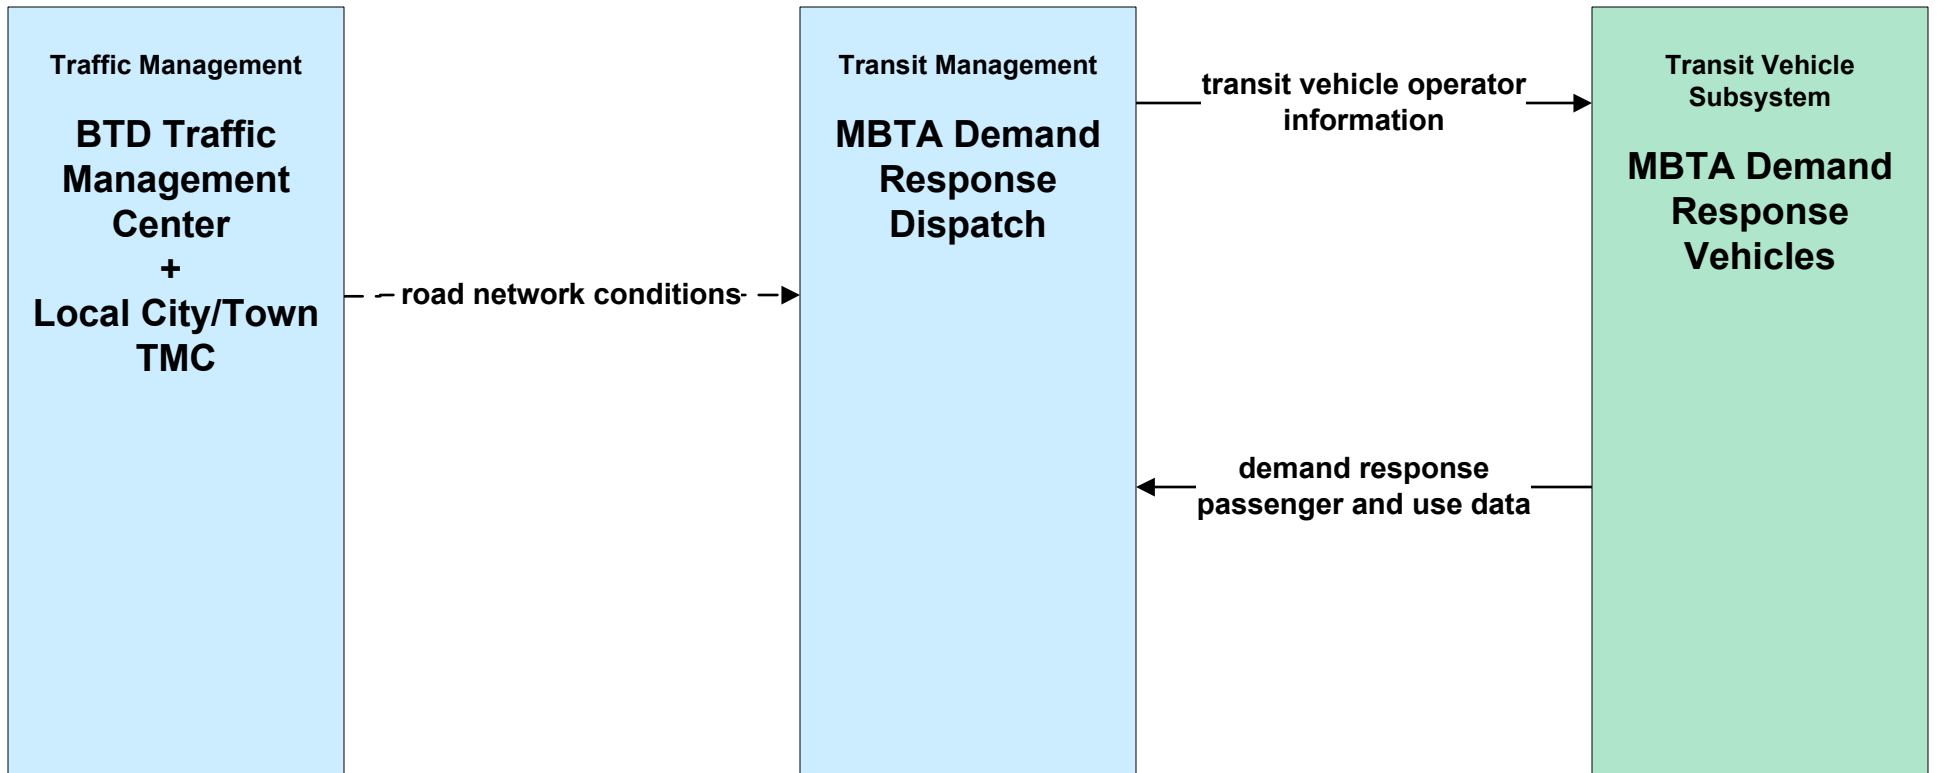 Traffic Management
BTD Traffic
Management
Center
+
Local City/Town
TMC
road network conditions
Transit Management
MBTA Demand
Response
Dispatch
transit vehicle operator
information
demand response
passenger and use data
Transit Vehicle
Subsystem
MBTA Demand
Response
Vehicles